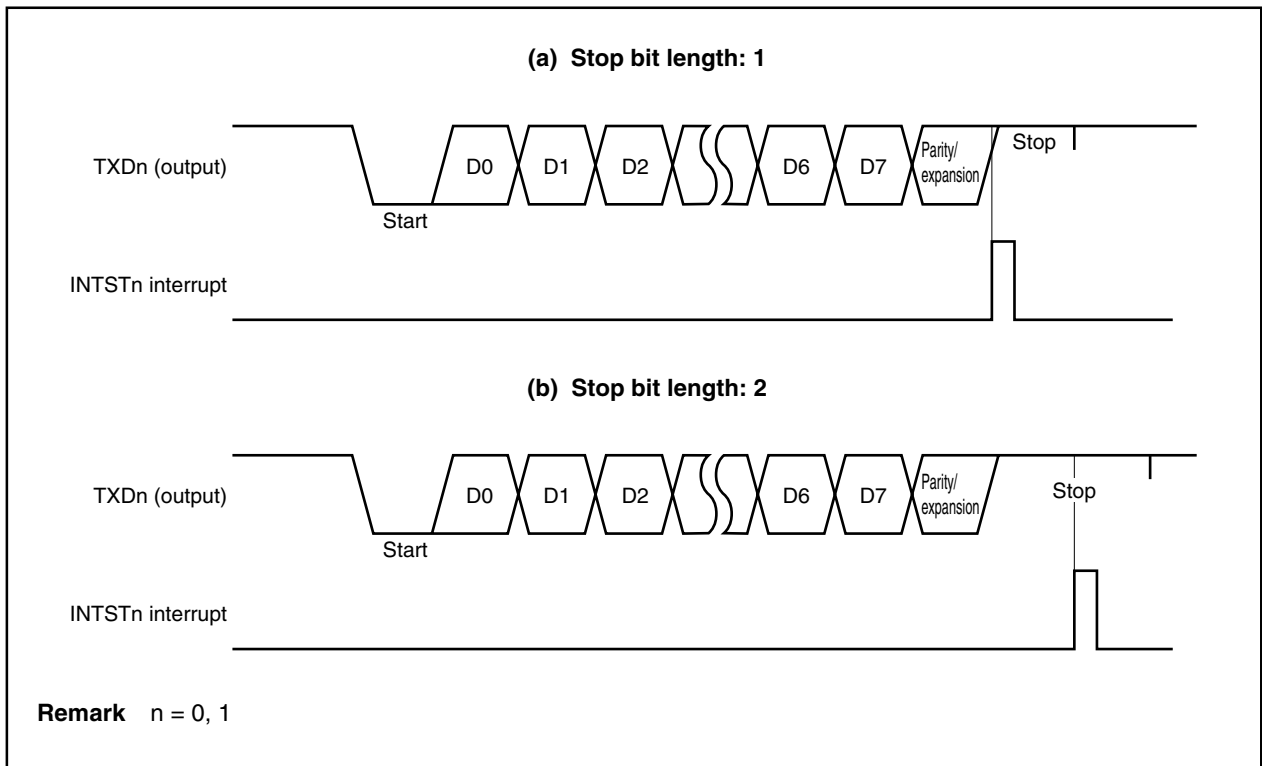 (a) Stop bit length: 1
TXDn (output)
D0 D1 D2 D6 D7 Parity/
expansion
Stop
Start
INTSTn interrupt
(b) Stop bit length: 2
TXDn (output)
D0 D1 D2 D6 D7 Parity/
expansion
Stop
Start
INTSTn interrupt
Remark n = 0, 1